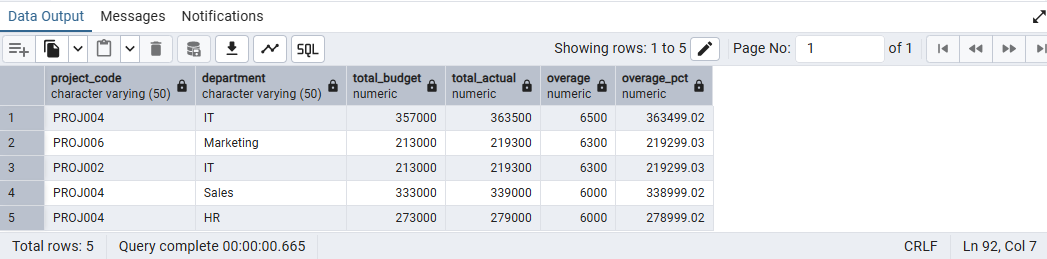 Data Output Messages Notifications
SQL Showing rows: 1 to 5 Page No: 1 of 1
project_code department total_budget total_actual overage overage_pct
character varying (50) character varying (50) numeric numeric numeric numeric
1 PROJ004 IT 357000 363500 6500 363499.02
2 PROJ006 Marketing 213000 219300 6300 219299.03
3 PROJ002 IT 213000 219300 6300 219299.03
4 PROJ004 Sales 333000 339000 6000 338999.02
5 PROJ004 HR 273000 279000 6000 278999.02
Total rows: 5 Query complete 00:00:00.665 CRLF Ln 92, Col 7